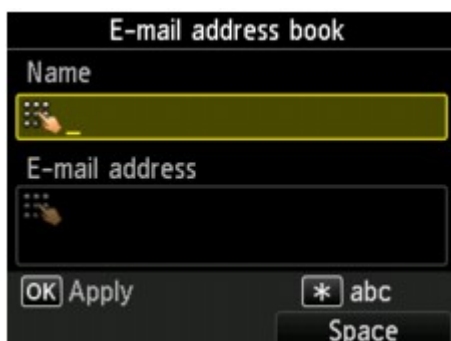 E-mail address book
Name
_
E-mail address
OK Apply
* abc
Space